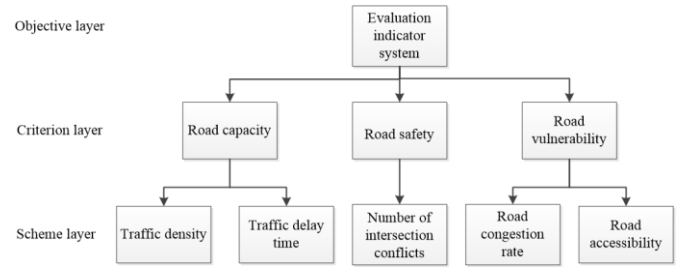 Objective layer
Evaluation
indicator
system
Criterion layer
Road capacity
Road safety
Road
vulnerability
Scheme layer
Traffic density
Traffic delay
time
Number of
intersection
conflicts
Road
congestion
rate
Road
accessibility